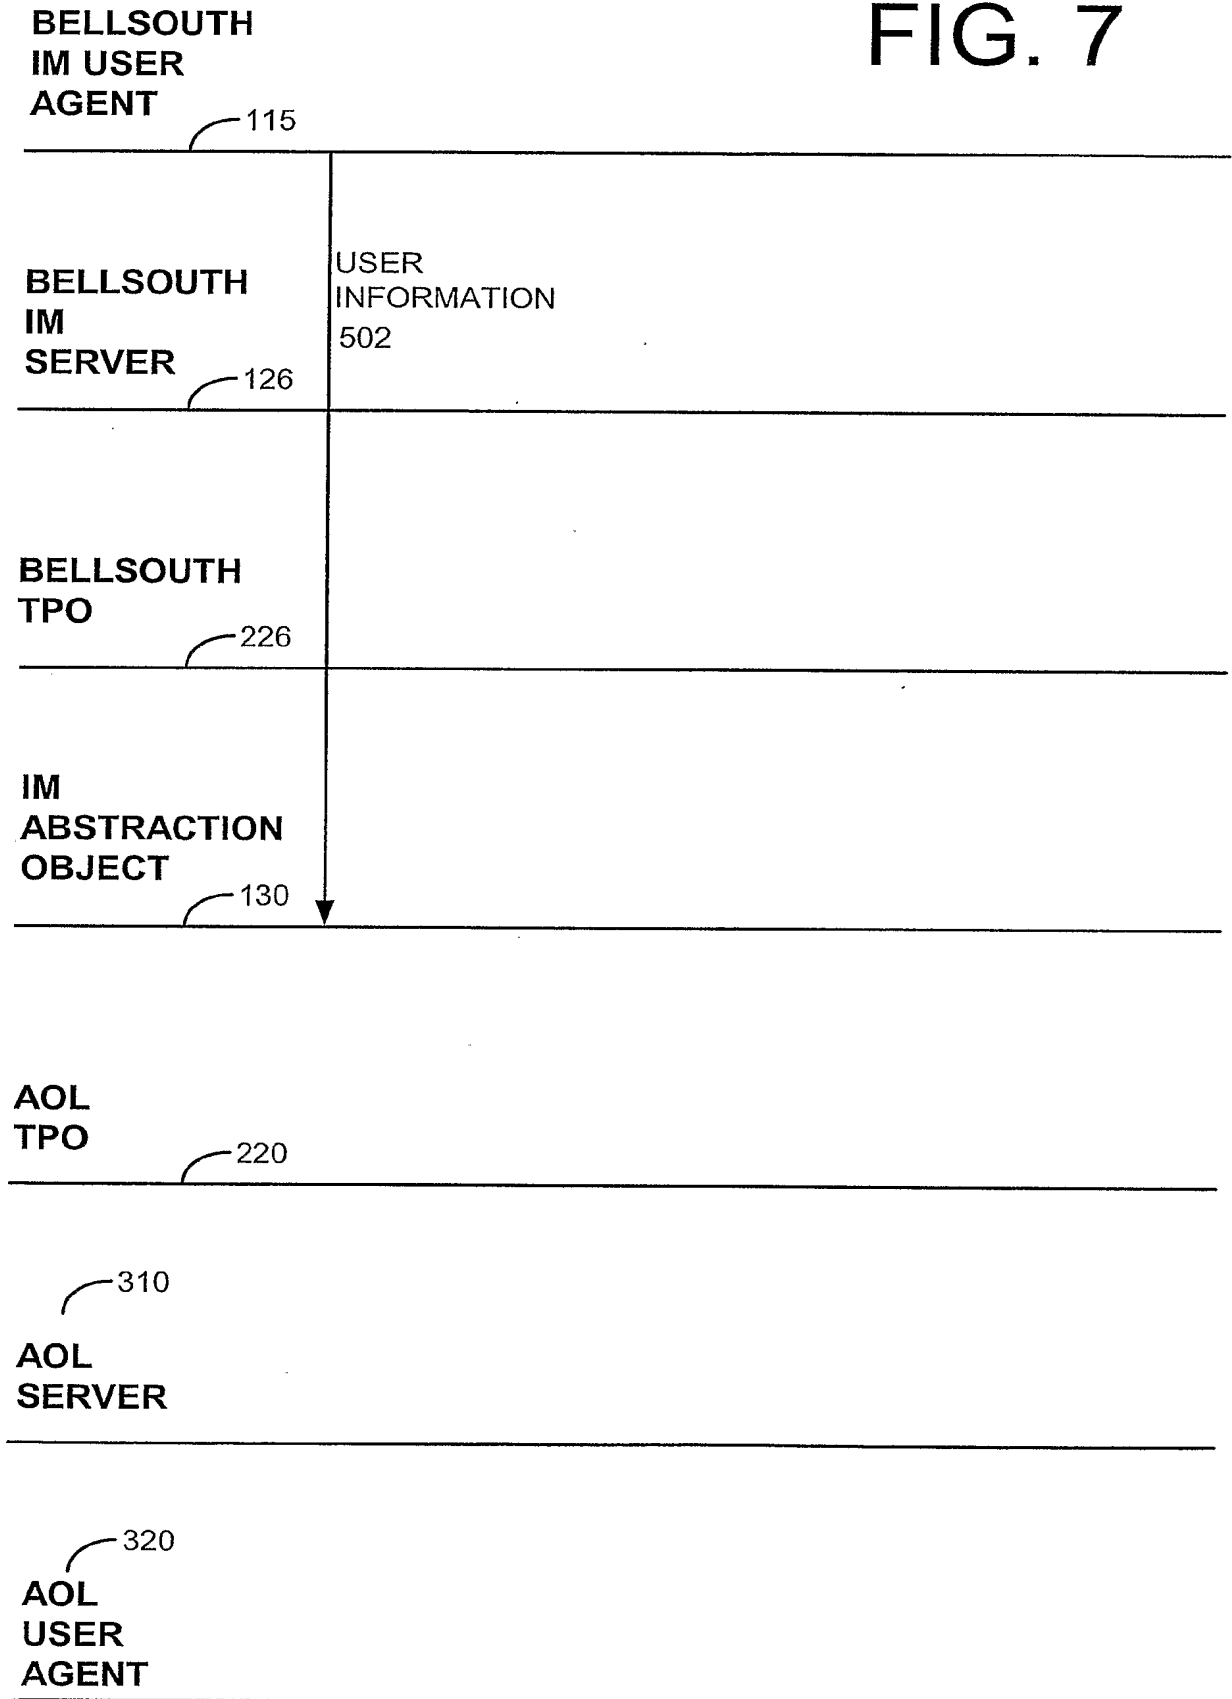 FIG. 7
BELLSOUTH
IM USER
AGENT
115
USER
INFORMATION
502
BELLSOUTH
IM
SERVER
126
BELLSOUTH
TPO
226
IM
ABSTRACTION
OBJECT
130
AOL
TPO
220
310
AOL
SERVER
320
AOL
USER
AGENT